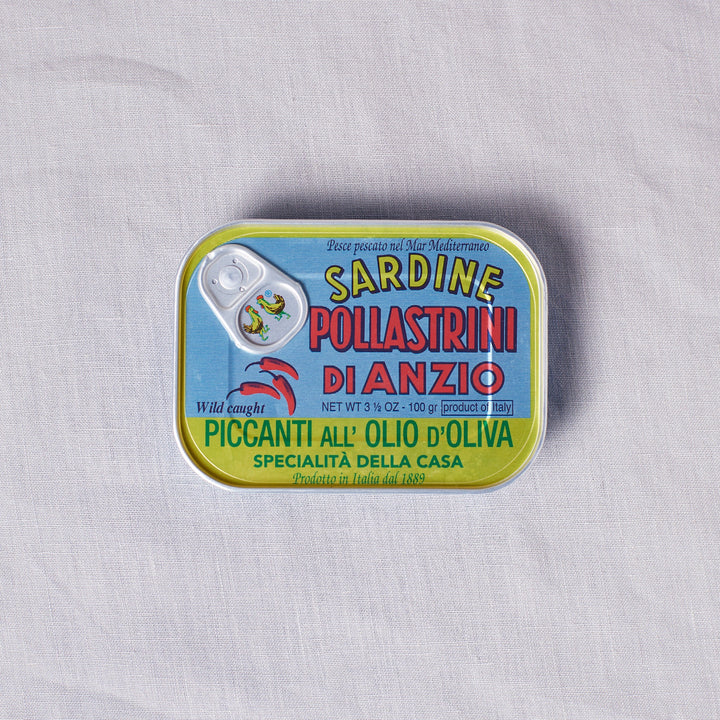 Pesce pescato nel Mar Mediterraneo
SARDINE
POLLASTRINI
DI ANZIO
Wild caught
NET WT 3 ½ OZ - 100 gr product of Italy
PICCANTI ALL' OLIO D'OLIVA
SPECIALITÀ DELLA CASA
Prodotto in Italia dal 1889